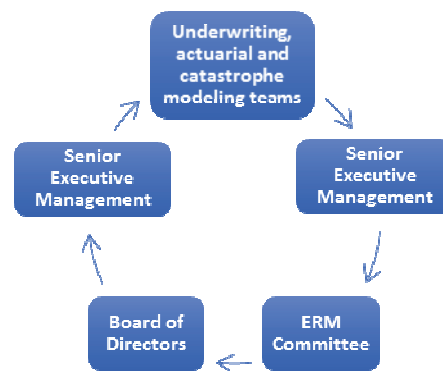 Underwriting,
actuarial and
catastrophe
modeling teams
Senior
Executive
Management
Senior
Executive
Management
Board of
Directors
ERM
Committee